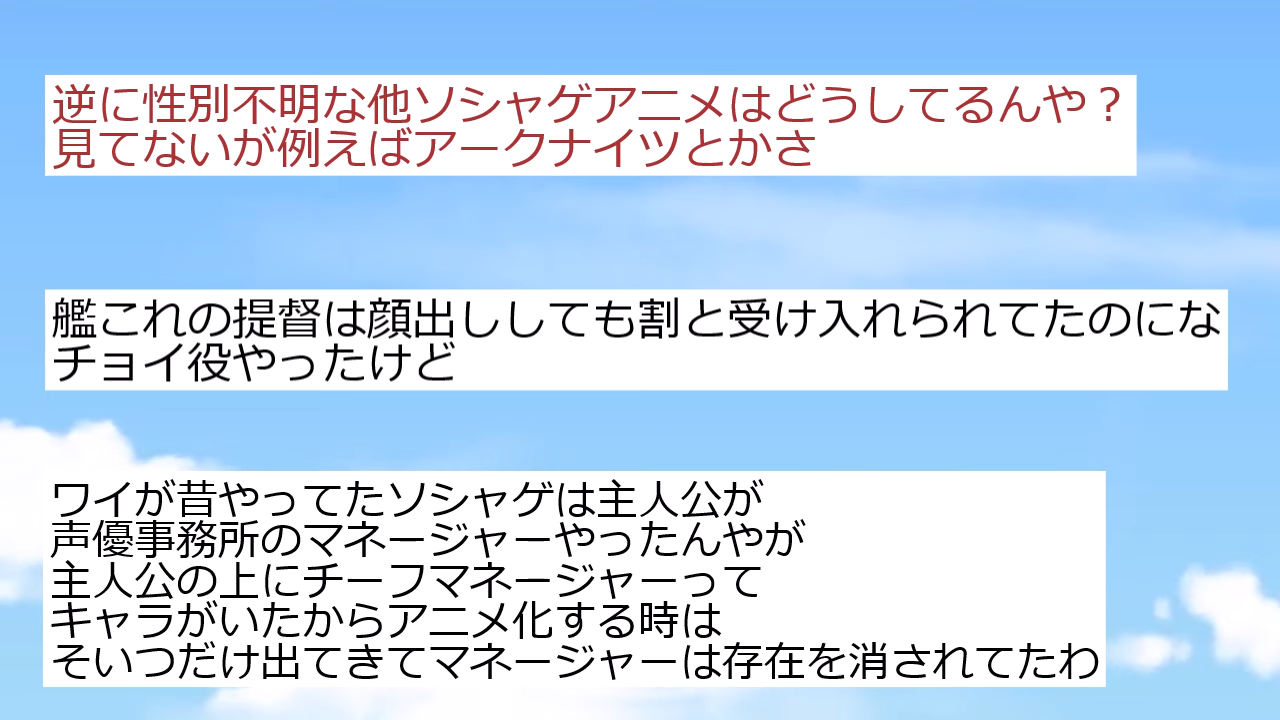 逆に性別不明な他ソシャゲアニメはどうしてるんや？
見てないが例えばアークナイツとかさ
艦これの提督は顔出ししても割と受け入れられてたのにな
チョイ役やったけど
ワイが昔やってたソシャゲは主人公が
声優事務所のマネージャーやったんやが
主人公の上にチーフマネージャーって
キャラがいたからアニメ化する時は
そいつだけ出てきてマネージャーは存在を消されてたわ